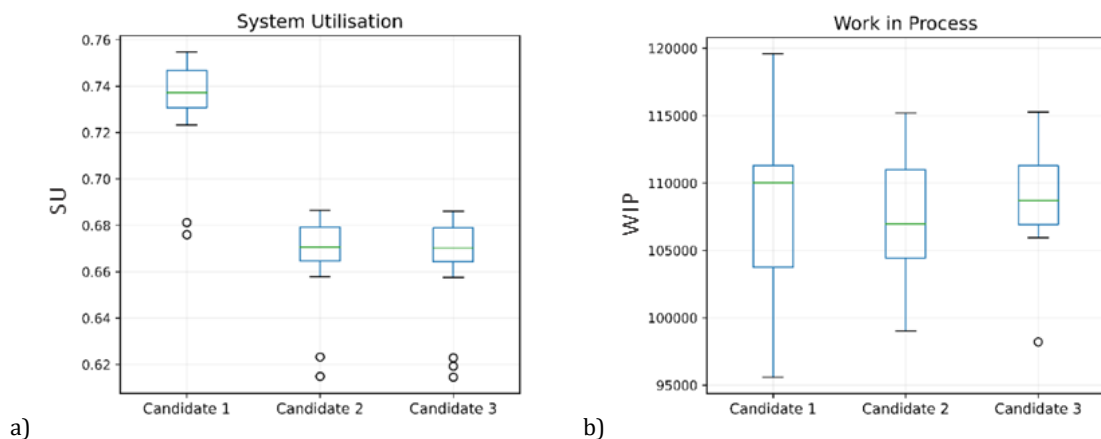 System Utilisation
0.76
0.74
0.72
0.70
0.68
0.66
0.64
0.62
SU
Candidate 1 Candidate 2 Candidate 3
a)
Work in Process
120000
115000
110000
105000
100000
95000
WIP
Candidate 1 Candidate 2 Candidate 3
b)